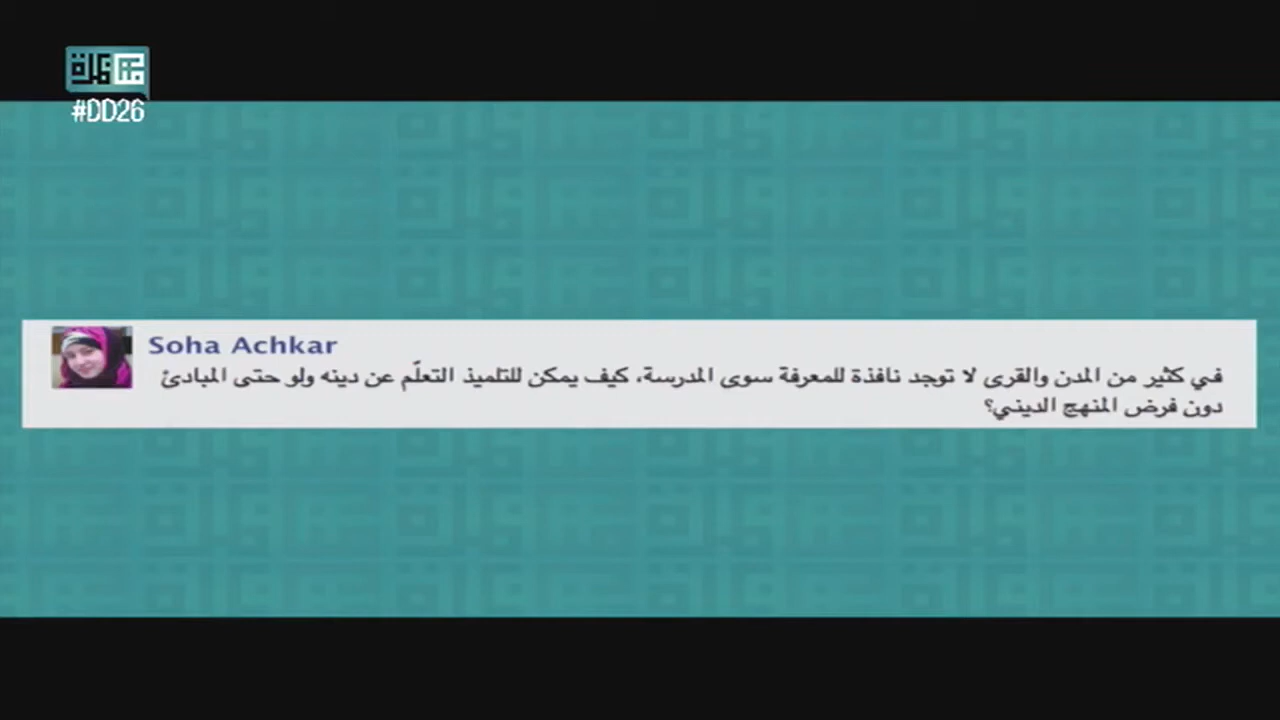 #DD26
Soha Achkar
في كثير من المدن والقرى لا توجد نافذة للمعرفة سوى المدرسة، كيف يمكن للتلميذ التعلّم عن دينه ولو حتى المبادئ
دون فرض المنهج الديني؟